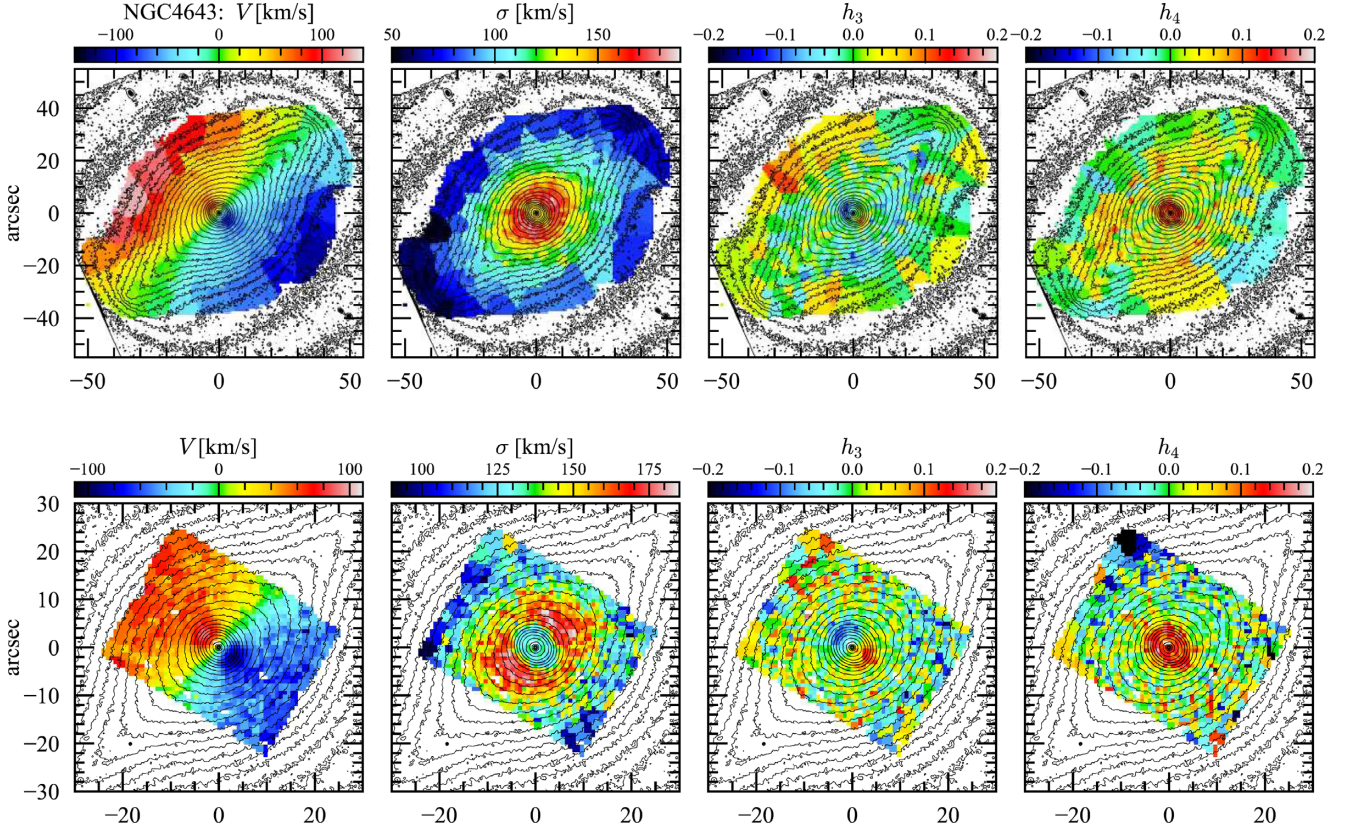 NGC4643: V [km/s] σ [km/s] h₃ h₄
−100 0 100 50 100 150 −0.2 −0.1 0.0 0.1 0.2 −0.2 −0.1 0.0 0.1 0.2
40
20
arcsec
0
−20
−40
−50 0 50 −50 0 50 −50 0 50 −50 0 50
V [km/s] σ [km/s] h₃ h₄
−100 0 100 100 125 150 175 −0.2 −0.1 0.0 0.1 0.2 −0.2 −0.1 0.0 0.1 0.2
30
20
10
arcsec
0
−10
−20
−30
−20 0 20 −20 0 20 −20 0 20 −20 0 20